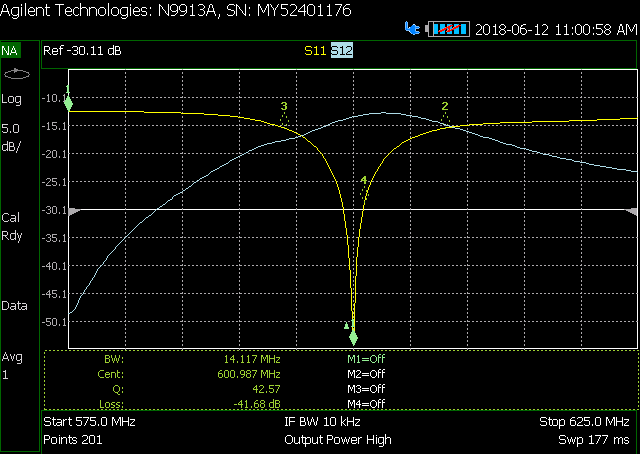 Agilent Technologies: N9913A, SN: MY52401176
2018-06-12 11:00:58 AM
NA Ref -30.11 dB S11 S12
Log
5.0
dB/
Cal
Rdy
Data
Avg
1
-10.1
-15.1
-20.1
-25.1
-30.1
-35.1
-40.1
-45.1
-50.1
1
3
2
4
1
BW: 14.117 MHz M1=Off
Cent: 600.987 MHz M2=Off
Q: 42.57 M3=Off
Loss: -41.68 dB M4=Off
Start 575.0 MHz IF BW 10 kHz Stop 625.0 MHz
Points 201 Output Power High Swp 177 ms